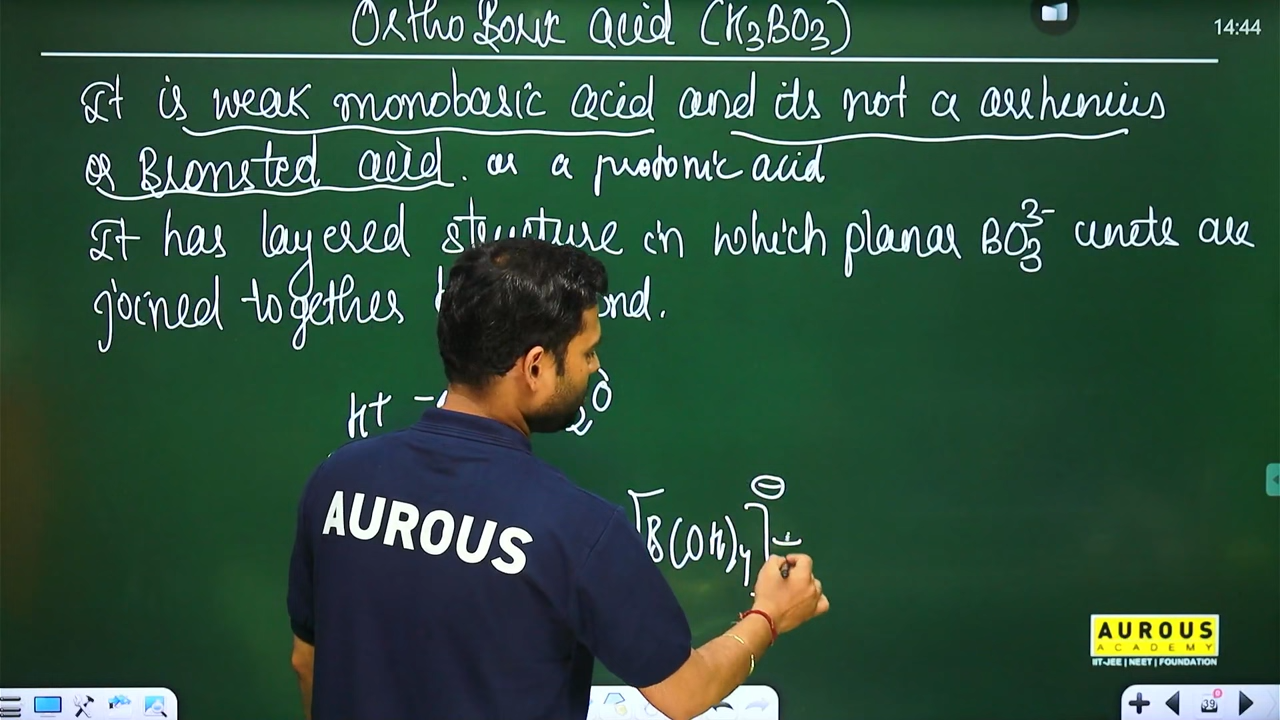 Ortho Boric acid (H3BO3)
14:44
It is weak monobasic acid and its not a arrhenius
or Bronsted acid. or a protonic acid
It has layered structure in which planar BO3^3- units are
joined together
H+ -
[B(OH)4]⊖ +
AUROUS
AUROUS
ACADEMY
IIT-JEE | NEET | FOUNDATION
39